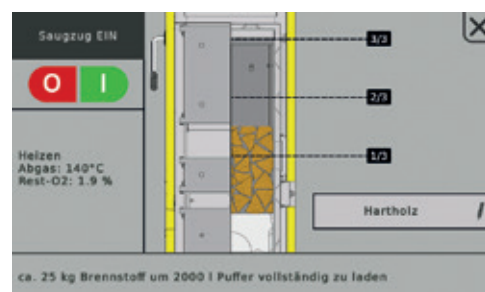 Saugzug EIN
O I
Heizen
Abgas: 140°C
Rest-O2: 1.9 %
3/3
2/3
1/3
Hartholz
ca. 25 kg Brennstoff um 2000 l Puffer vollständig zu laden